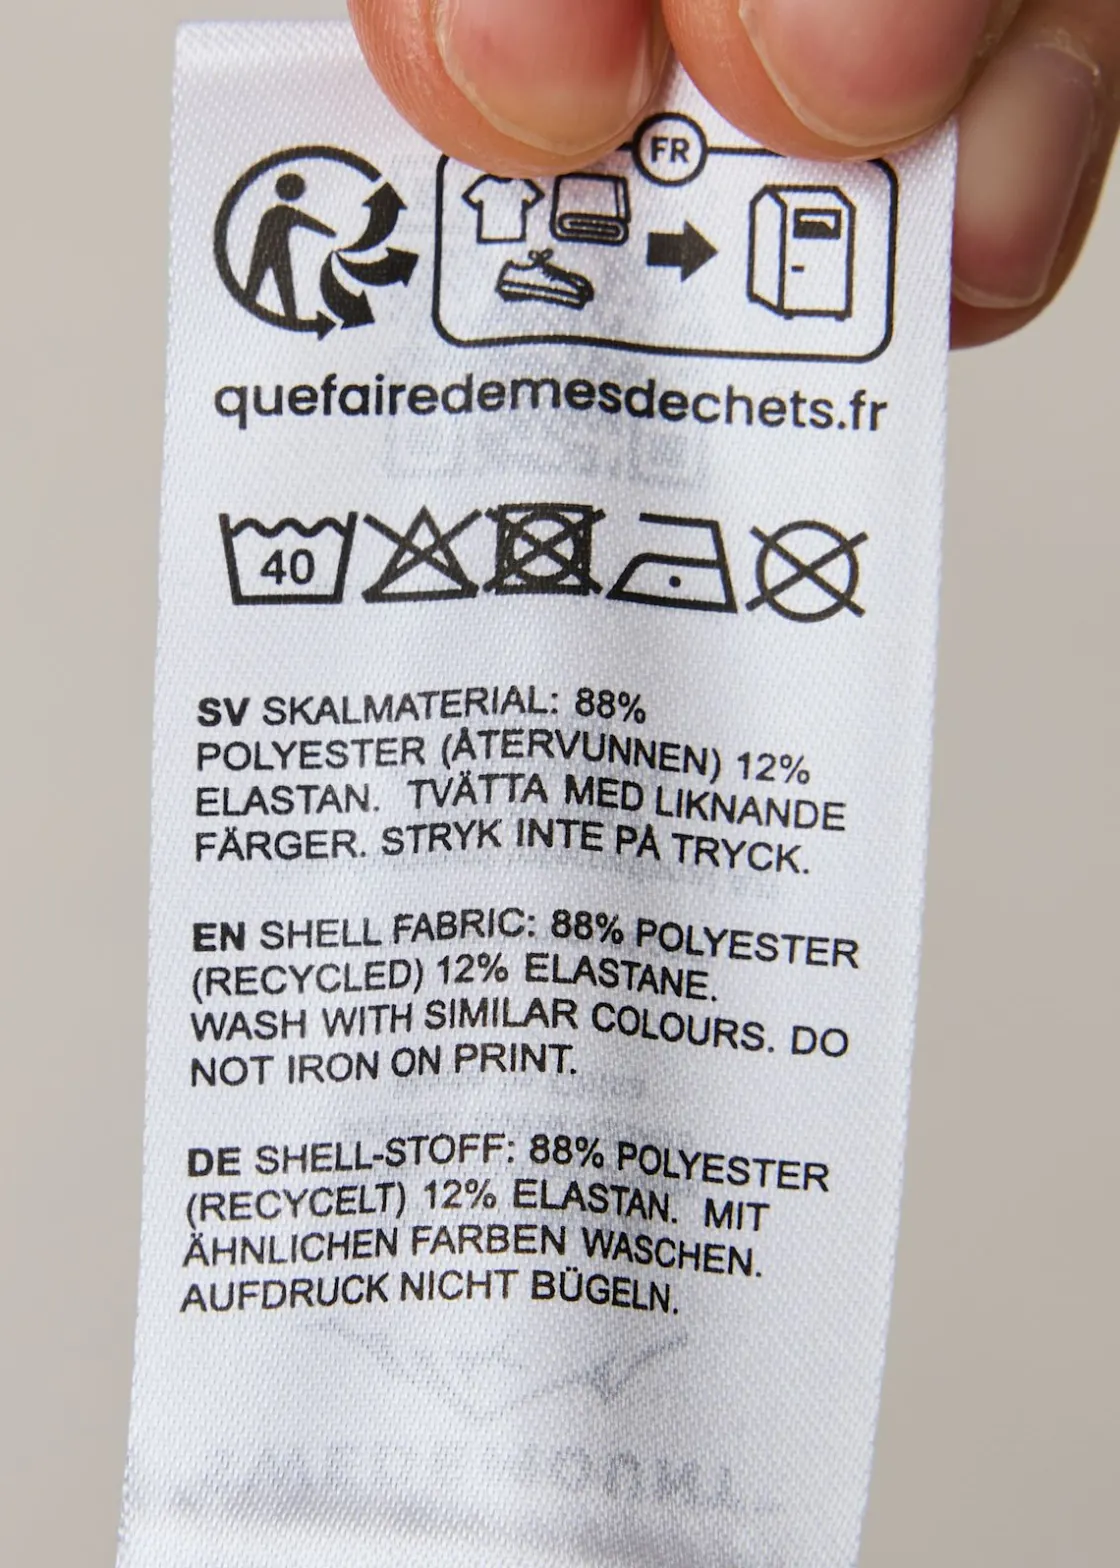 FR
quefairedemesdechets.fr
40
SV SKALMATERIAL: 88%
POLYESTER (ÅTERVUNNEN) 12%
ELASTAN. TVÄTTA MED LIKNANDE
FÄRGER. STRYK INTE PÅ TRYCK.
EN SHELL FABRIC: 88% POLYESTER
(RECYCLED) 12% ELASTANE.
WASH WITH SIMILAR COLOURS. DO
NOT IRON ON PRINT.
DE SHELL-STOFF: 88% POLYESTER
(RECYCELT) 12% ELASTAN. MIT
ÄHNLICHEN FARBEN WASCHEN.
AUFDRUCK NICHT BÜGELN.